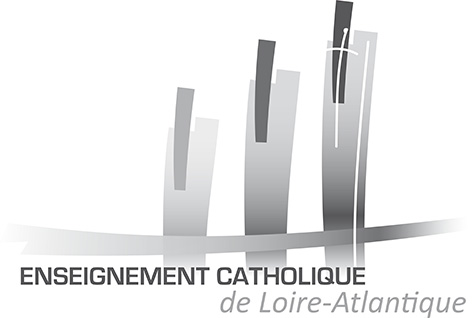 ENSEIGNEMENT CATHOLIQUE
de Loire-Atlantique